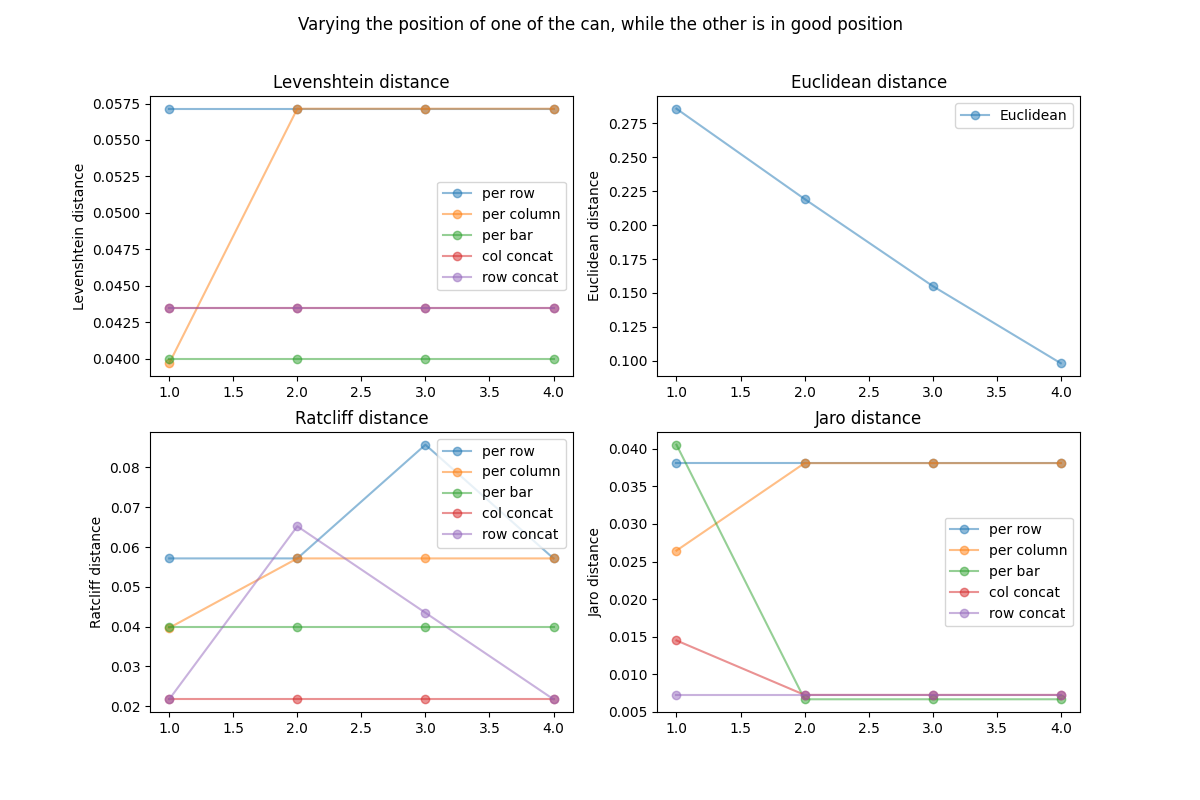 Varying the position of one of the can, while the other is in good position
Levenshtein distance
Levenshtein distance
0.0575
0.0550
0.0525
0.0500
0.0475
0.0450
0.0425
0.0400
per row
per column
per bar
col concat
row concat
1.0 1.5 2.0 2.5 3.0 3.5 4.0
Euclidean distance
Euclidean distance
0.275
0.250
0.225
0.200
0.175
0.150
0.125
0.100
Euclidean
1.0 1.5 2.0 2.5 3.0 3.5 4.0
Ratcliff distance
Ratcliff distance
0.08
0.07
0.06
0.05
0.04
0.03
0.02
per row
per column
per bar
col concat
row concat
1.0 1.5 2.0 2.5 3.0 3.5 4.0
Jaro distance
Jaro distance
0.040
0.035
0.030
0.025
0.020
0.015
0.010
0.005
per row
per column
per bar
col concat
row concat
1.0 1.5 2.0 2.5 3.0 3.5 4.0